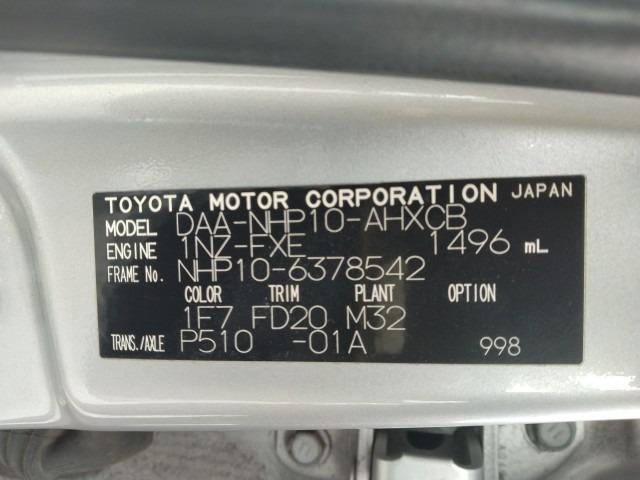 TOYOTA MOTOR CORPORATION JAPAN
MODEL DAA-NHP10-AHXCB
ENGINE 1NZ-FXE 1496 mL
FRAME No. NHP10-6378542
COLOR TRIM PLANT OPTION
1F7 FD20 M32
TRANS./AXLE P510 -01A 998